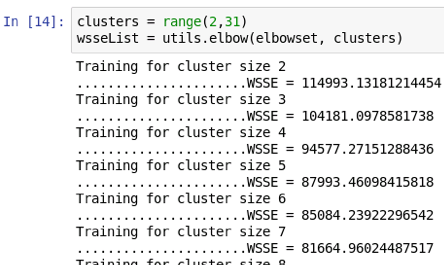 In [14]: clusters = range(2,31)
wsseList = utils.elbow(elbowset, clusters)
Training for cluster size 2
......................WSSE = 114993.13181214454
Training for cluster size 3
......................WSSE = 104181.0978581738
Training for cluster size 4
......................WSSE = 94577.27151288436
Training for cluster size 5
......................WSSE = 87993.46098415818
Training for cluster size 6
......................WSSE = 85084.23922296542
Training for cluster size 7
......................WSSE = 81664.96024487517
Training for cluster size 8